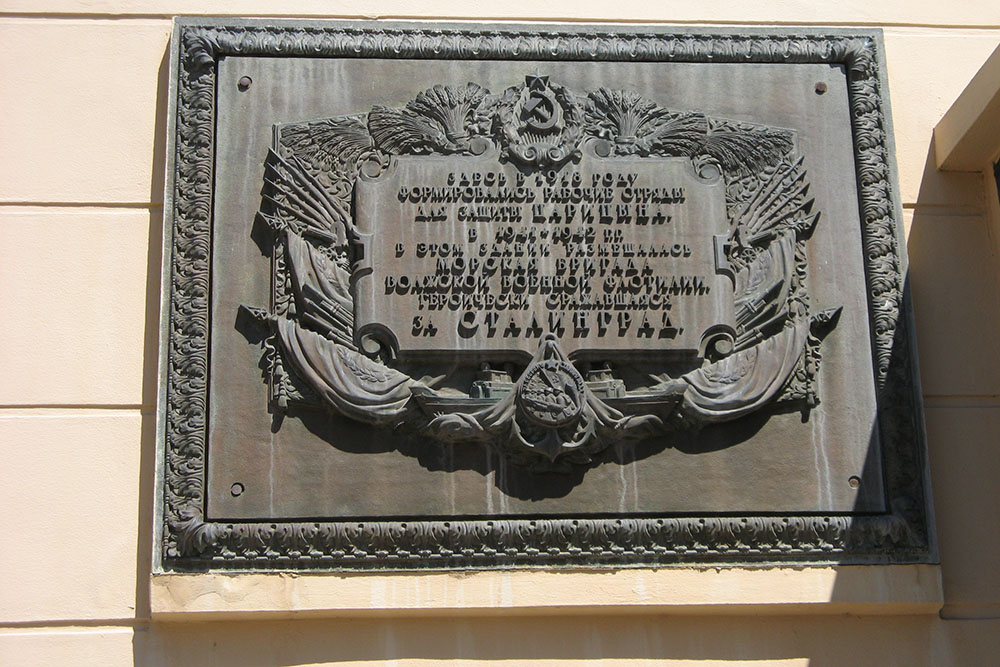 ЗДЕСЬ В 1918 ГОДУ
ФОРМИРОВАЛИСЬ РАБОЧИЕ ОТРЯДЫ
ДЛЯ ЗАЩИТЫ ЦАРИЦЫНА.
В 1941-1942 ГГ.
В ЭТОМ ЗДАНИИ РАЗМЕЩАЛАСЬ
МОРСКАЯ БРИГАДА
ВОЛЖСКОЙ ВОЕННОЙ ФЛОТИЛИИ,
ГЕРОИЧЕСКИ СРАЖАВШАЯСЯ
ЗА СТАЛИНГРАД.